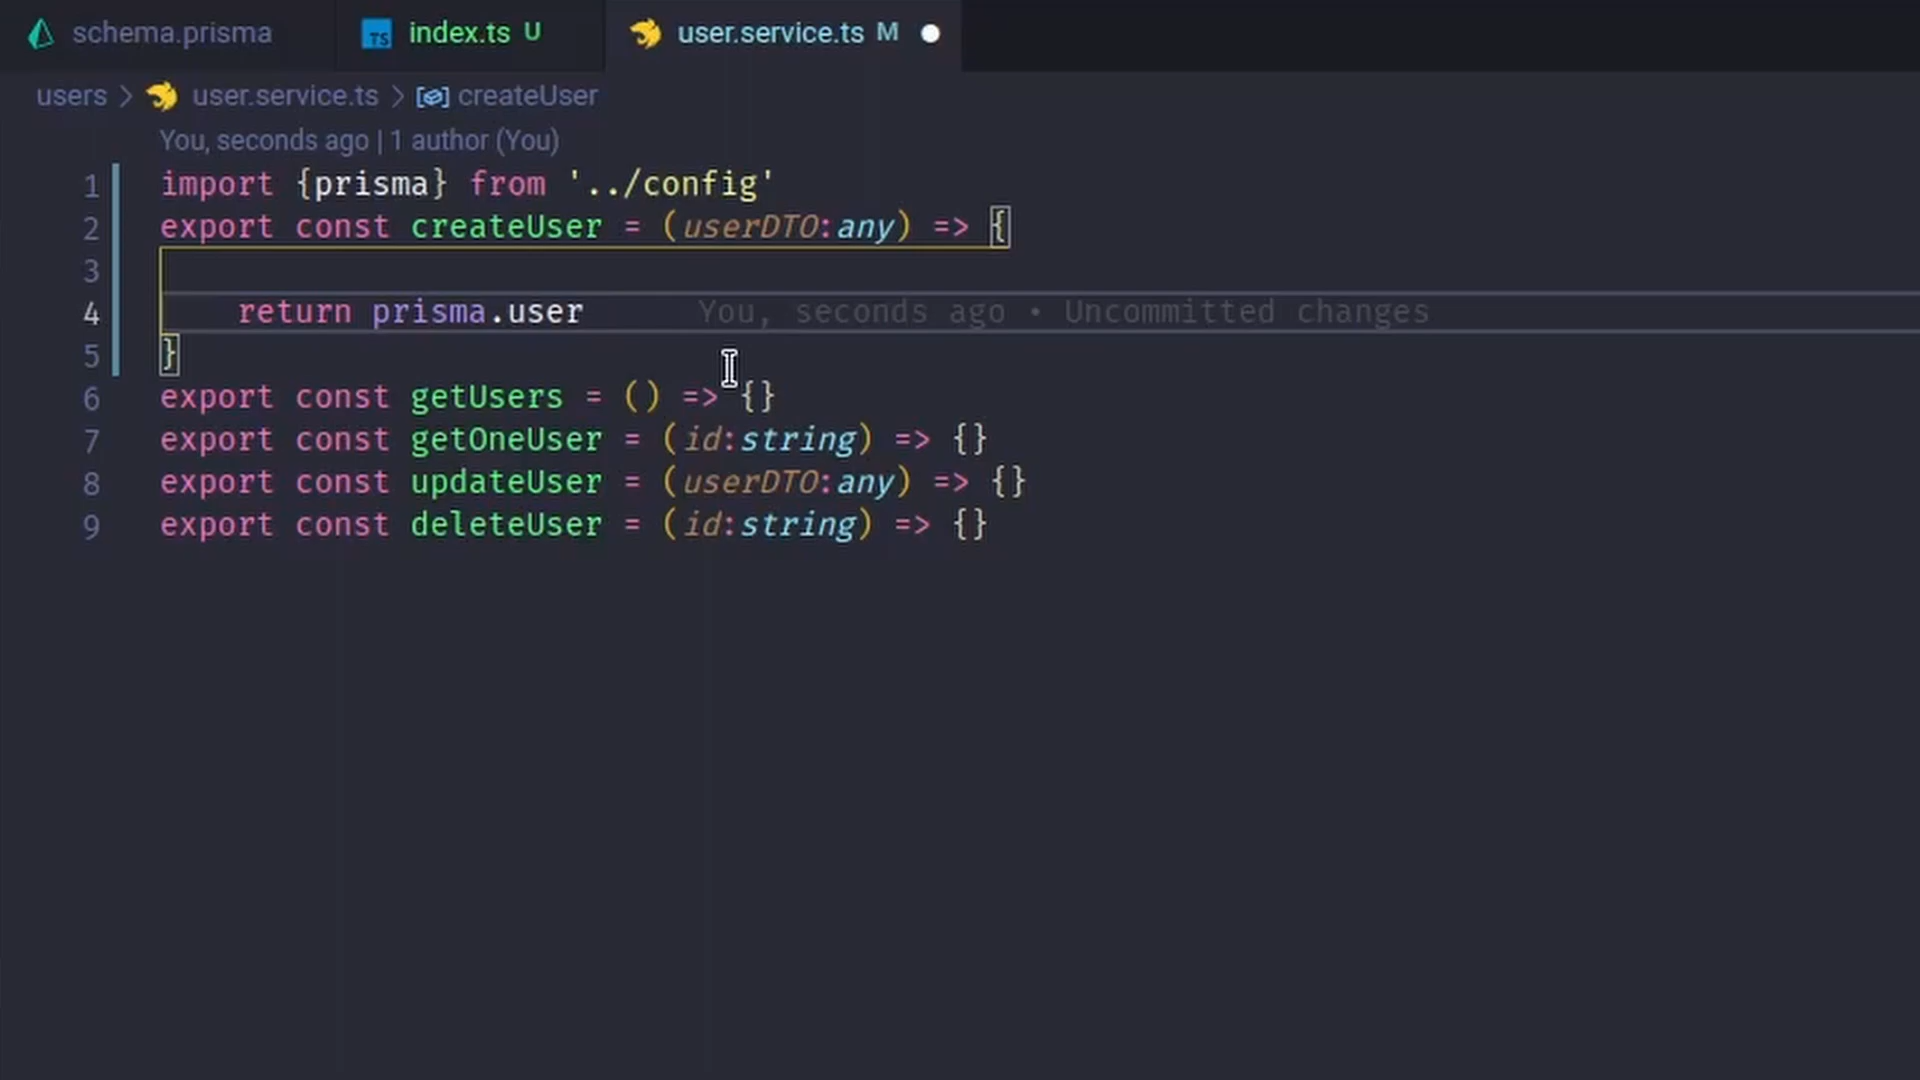 schema.prisma TS index.ts U user.service.ts M
users > user.service.ts > createUser
You, seconds ago | 1 author (You)
1 import {prisma} from '../config'
2 export const createUser = (userDTO:any) => {
3
4 return prisma.user You, seconds ago • Uncommitted changes
5 }
6 export const getUsers = () => {}
7 export const getOneUser = (id:string) => {}
8 export const updateUser = (userDTO:any) => {}
9 export const deleteUser = (id:string) => {}